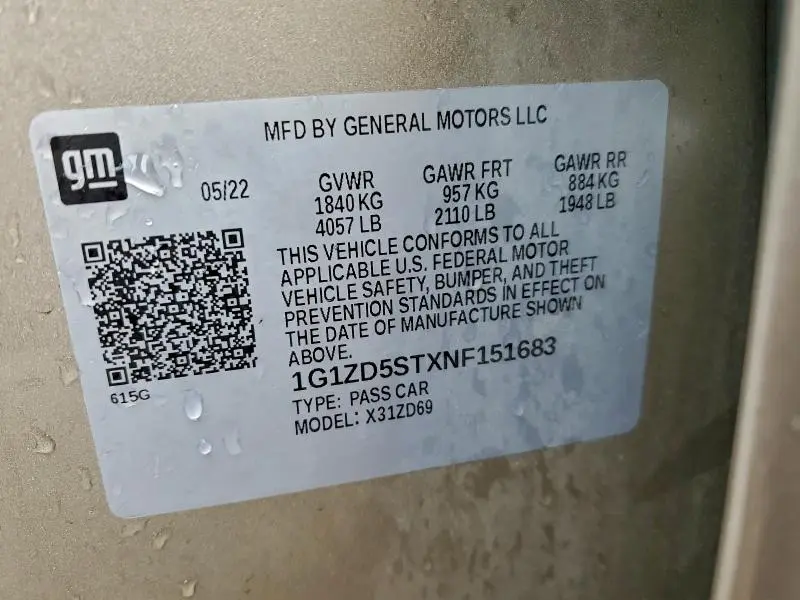 MFD BY GENERAL MOTORS LLC
gm
05/22
GVWR
1840 KG
4057 LB
GAWR FRT
957 KG
2110 LB
GAWR RR
884 KG
1948 LB
THIS VEHICLE CONFORMS TO ALL
APPLICABLE U.S. FEDERAL MOTOR
VEHICLE SAFETY, BUMPER, AND THEFT
PREVENTION STANDARDS IN EFFECT ON
THE DATE OF MANUFACTURE SHOWN
ABOVE.
1G1ZD5STXNF151683
TYPE: PASS CAR
MODEL: X31ZD69
615G